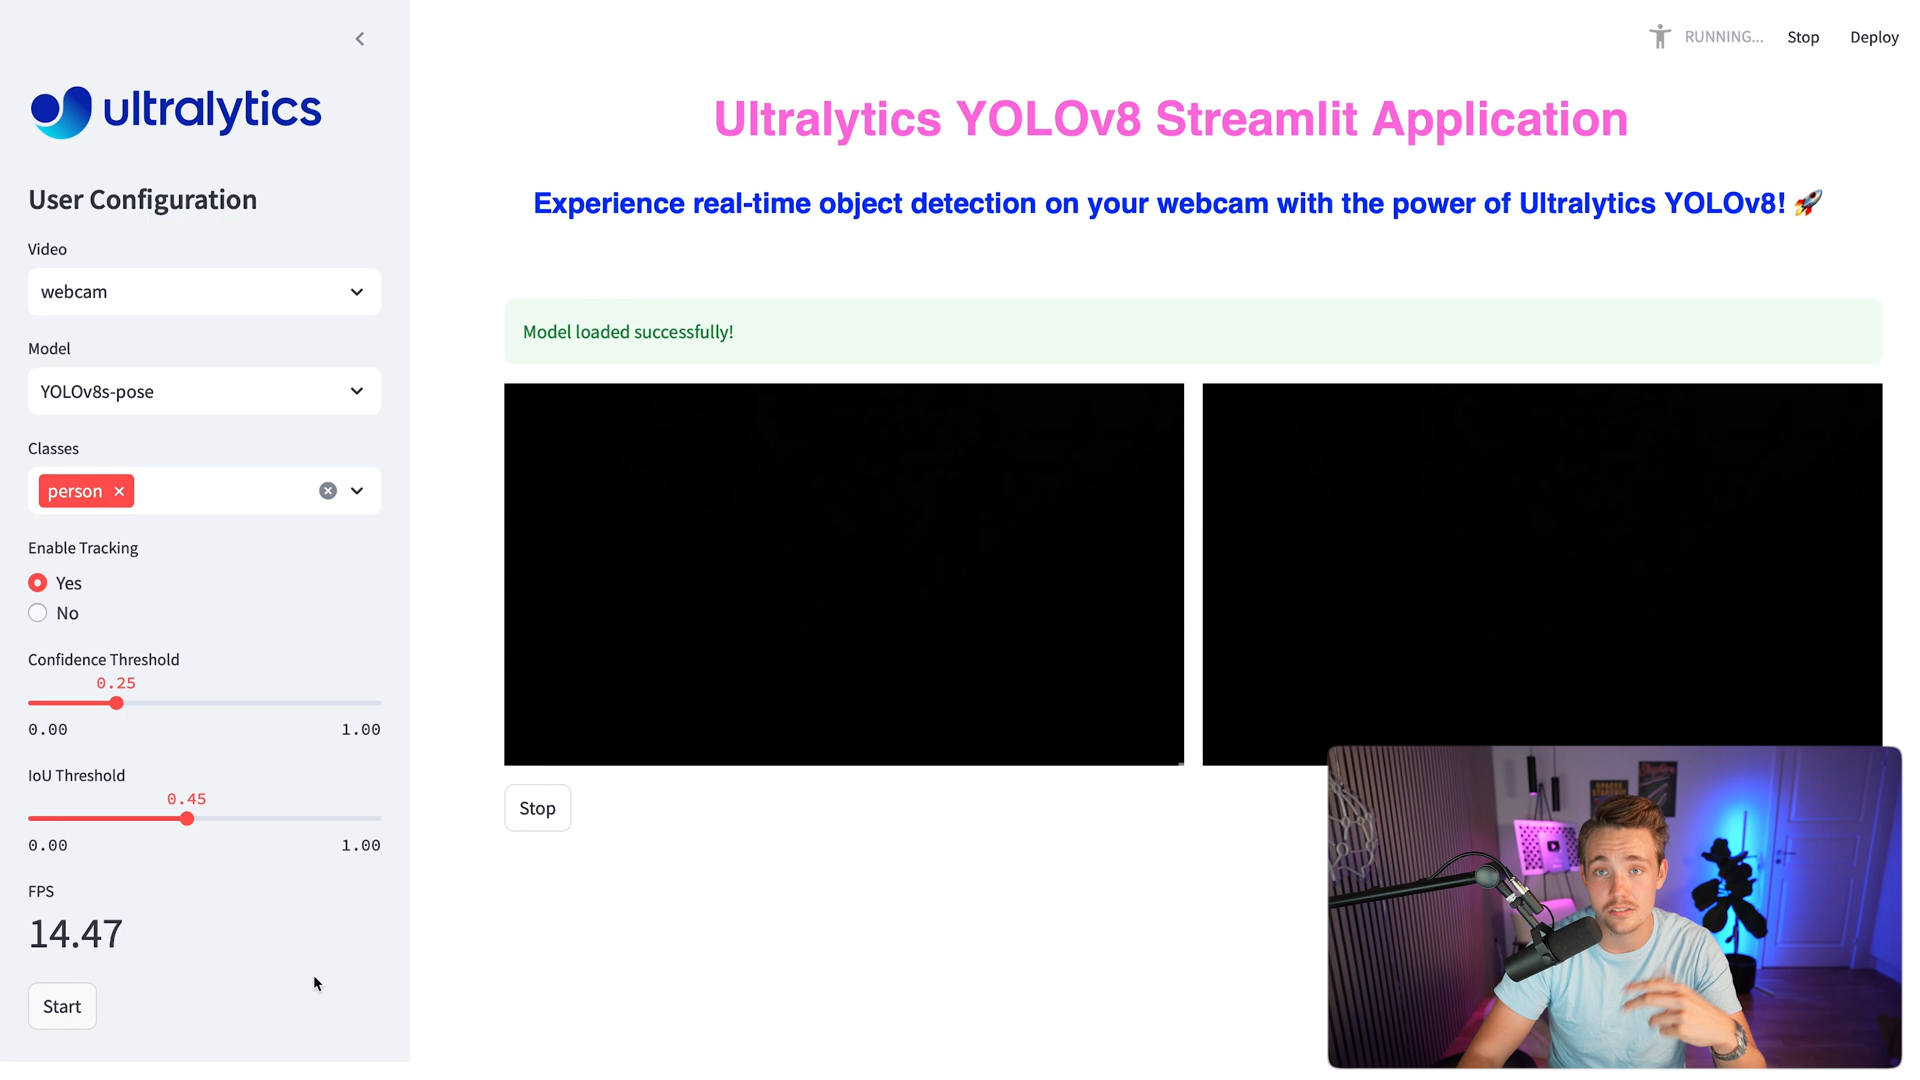 RUNNING...
Stop
Deploy
ultralytics
User Configuration
Video
webcam
Model
YOLOv8s-pose
Classes
person
Enable Tracking
Yes
No
Confidence Threshold
0.25
0.00
1.00
IoU Threshold
0.45
0.00
1.00
FPS
14.47
Start
Ultralytics YOLOv8 Streamlit Application
Experience real-time object detection on your webcam with the power of Ultralytics YOLOv8! 🚀
Model loaded successfully!
Stop